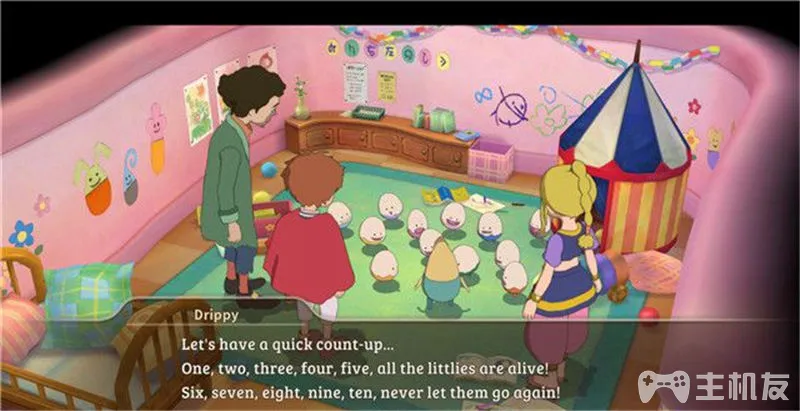 Drippy
Let's have a quick count-up...
One, two, three, four, five, all the littlies are alive!
Six, seven, eight, nine, ten, never let them go again!
主机友